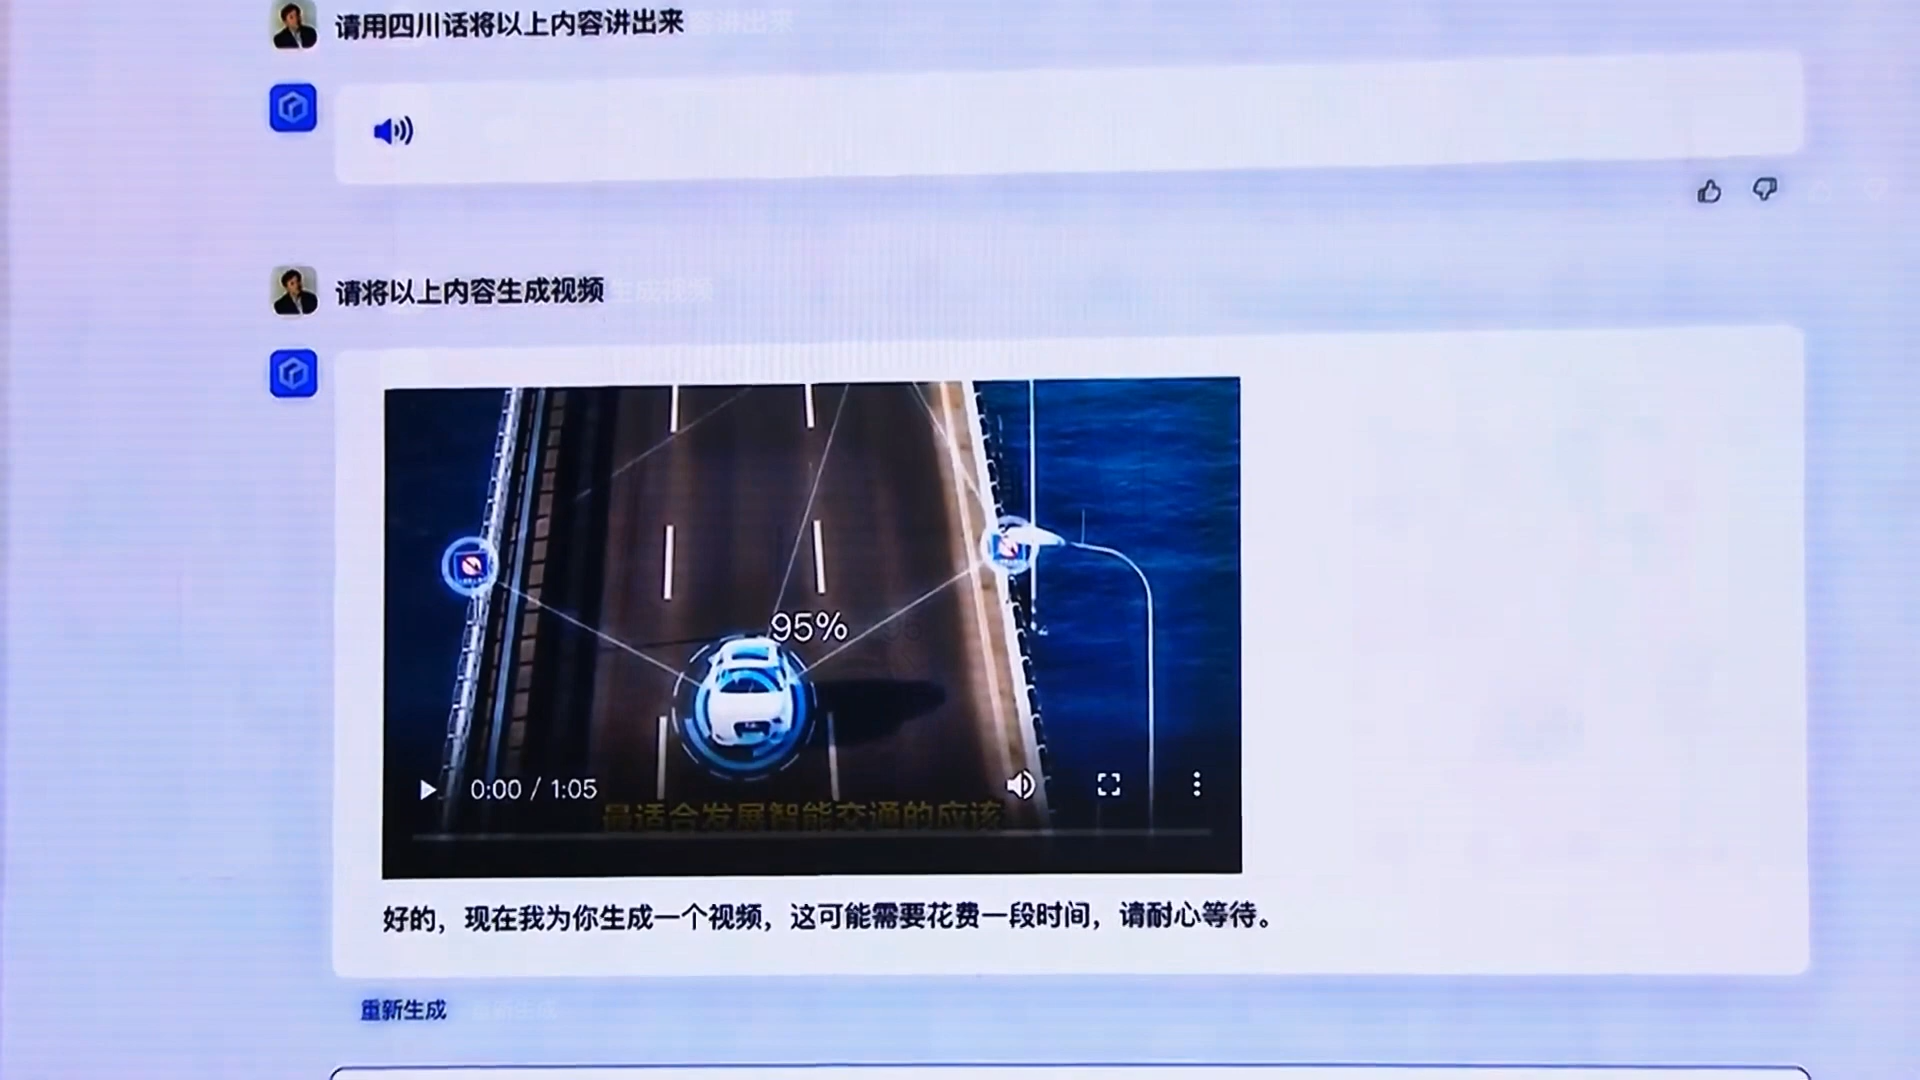 请用四川话将以上内容讲出来
请将以上内容生成视频
95%
0:00 / 1:05
最适合发展智能交通的应该
好的，现在我为你生成一个视频，这可能需要花费一段时间，请耐心等待。
重新生成